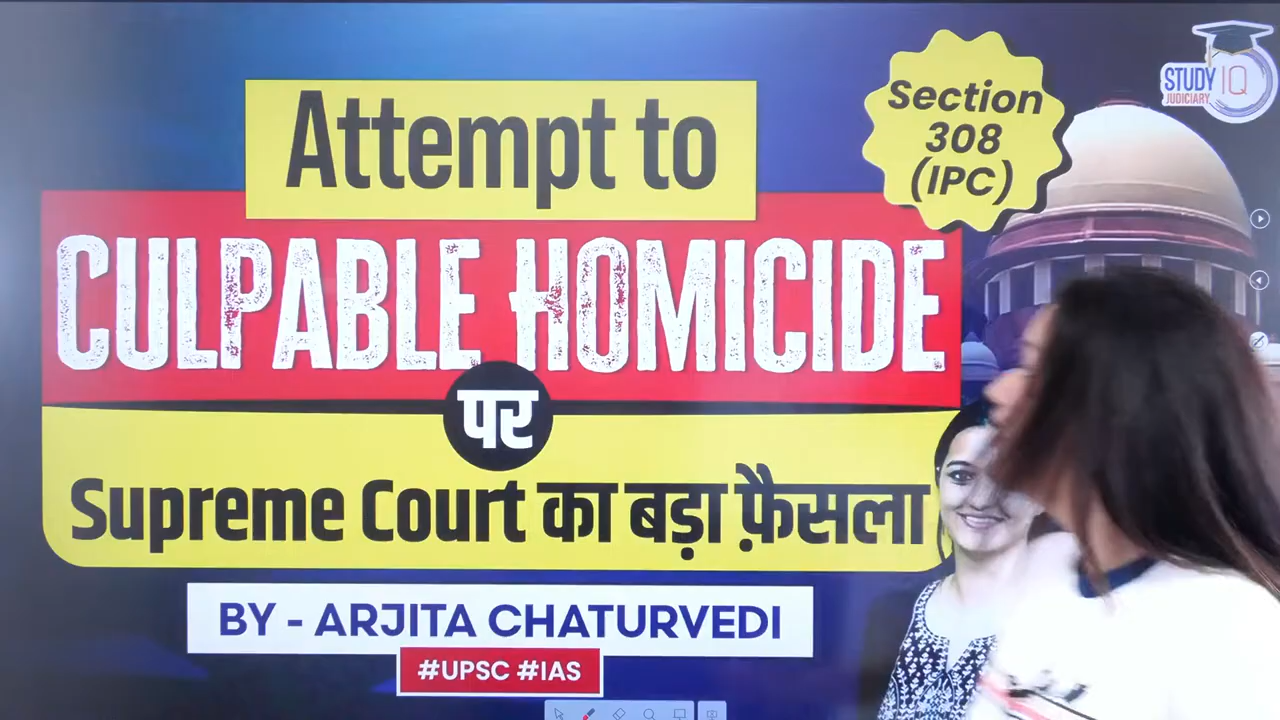 Attempt to
CULPABLE HOMICIDE
पर
Supreme Court का बड़ा फ़ैसला
BY - ARJITA CHATURVEDI
#UPSC #IAS
Section
308
(IPC)
STUDY IQ
JUDICIARY